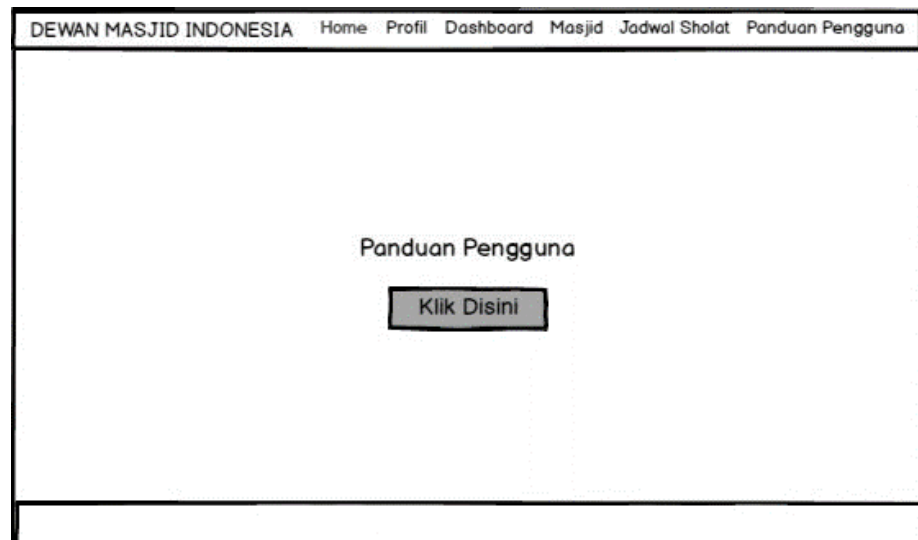 DEWAN MASJID INDONESIA Home Profil Dashboard Masjid Jadwal Sholat Panduan Pengguna
Panduan Pengguna
Klik Disini